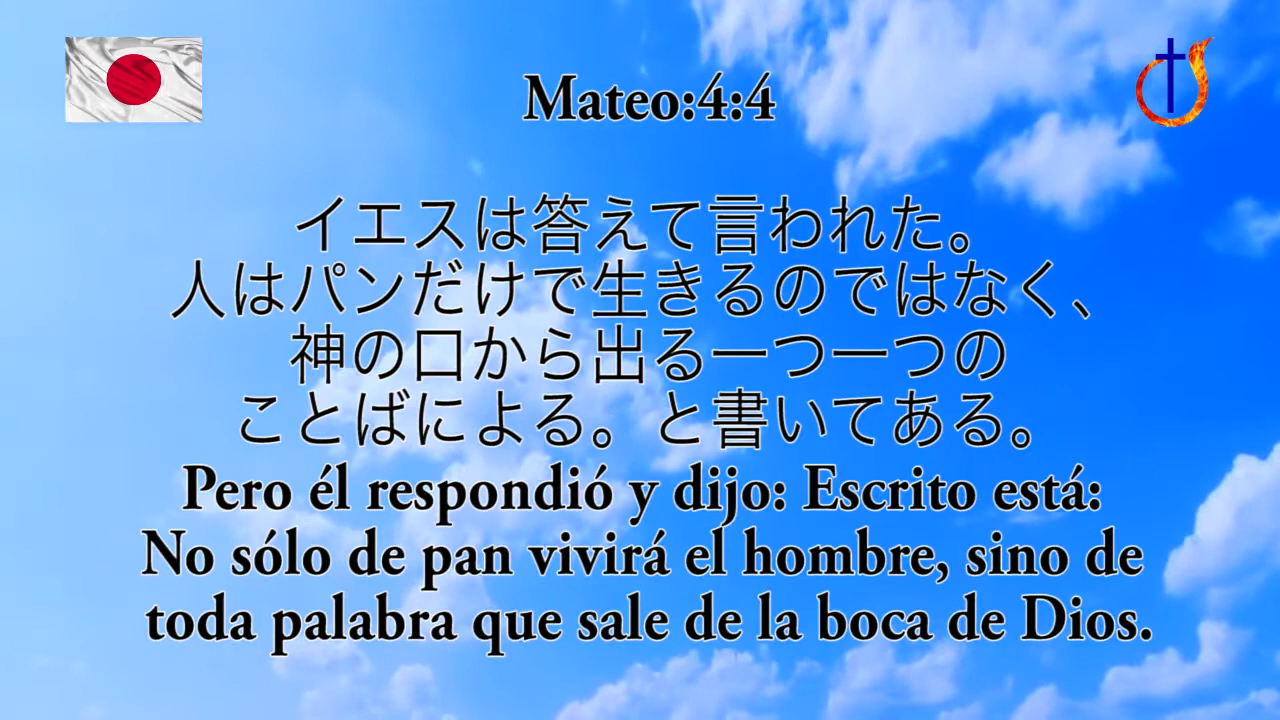 Mateo:4:4
イエスは答えて言われた。
人はパンだけで生きるのではなく、
神の口から出る一つ一つの
ことばによる。と書いてある。
Pero él respondió y dijo: Escrito está:
No sólo de pan vivirá el hombre, sino de
toda palabra que sale de la boca de Dios.